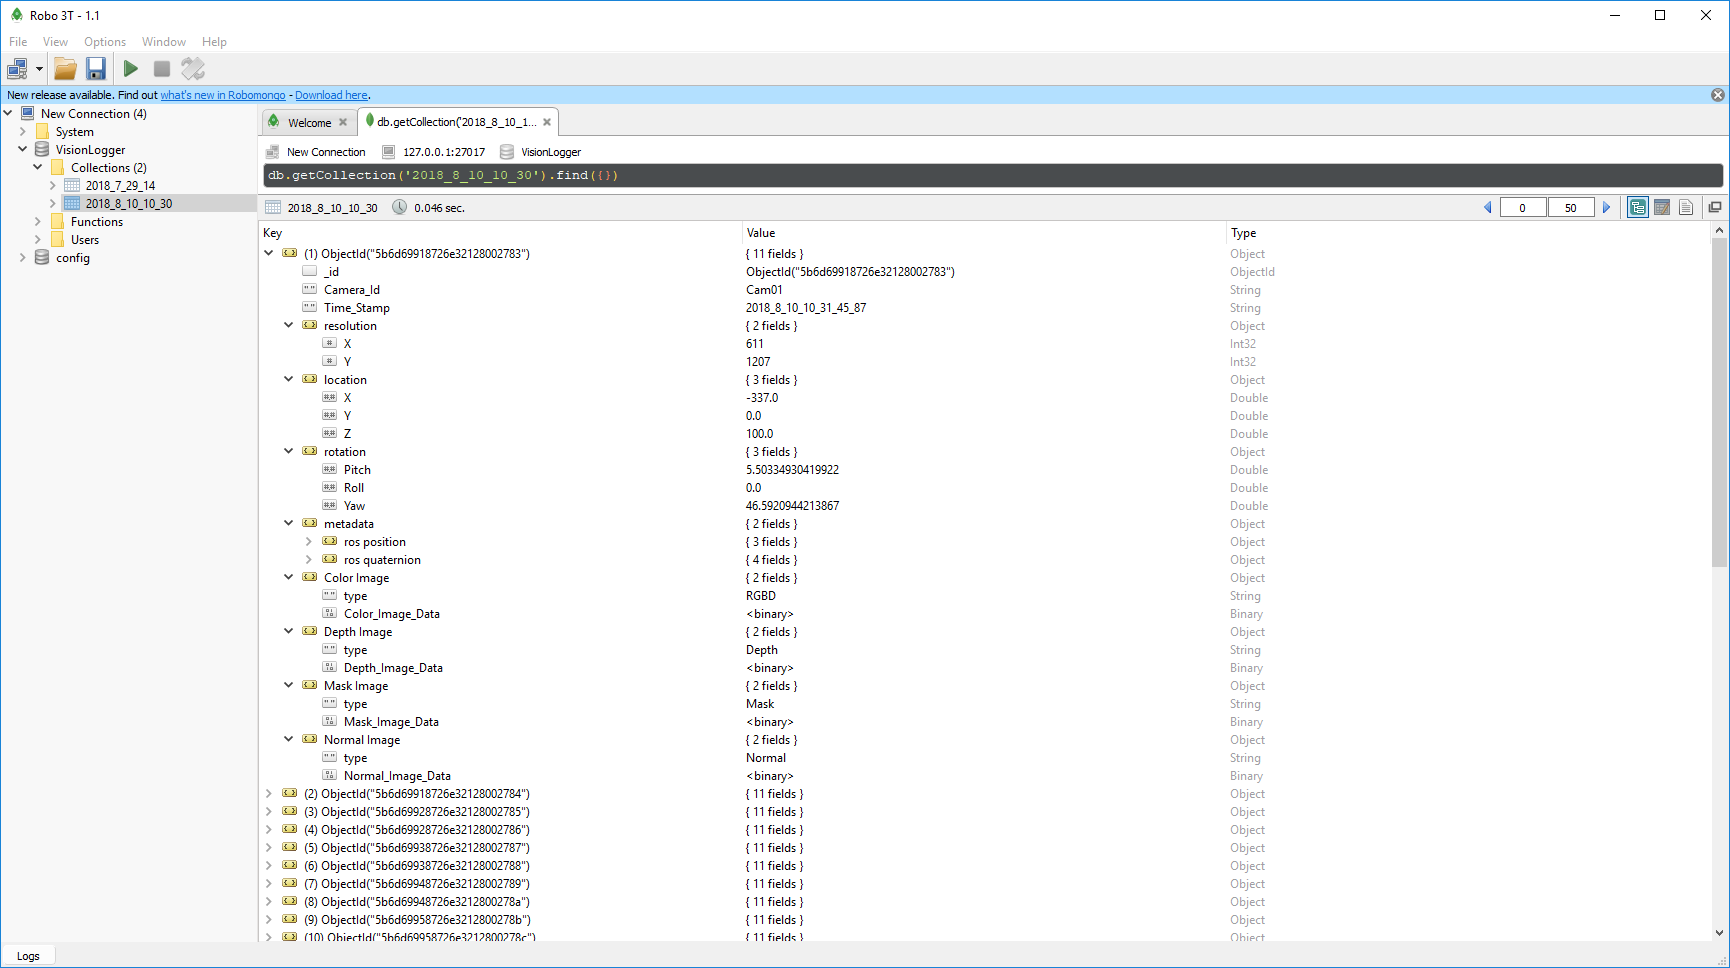 Robo 3T - 1.1
File View Options Window Help
New release available. Find out what's new in Robomongo - Download here.
New Connection (4)
System
VisionLogger
Collections (2)
2018_7_29_14
2018_8_10_10_30
Functions
Users
config
Welcome
db.getCollection('2018_8_10_1...
New Connection 127.0.0.1:27017 VisionLogger
db.getCollection('2018_8_10_10_30').find({})
2018_8_10_10_30 0.046 sec. 0 50
Key Value Type
(1) ObjectId("5b6d69918726e32128002783") { 11 fields } Object
_id ObjectId("5b6d69918726e32128002783") ObjectId
Camera_Id Cam01 String
Time_Stamp 2018_8_10_10_31_45_87 String
resolution { 2 fields } Object
X 611 Int32
Y 1207 Int32
location { 3 fields } Object
X -337.0 Double
Y 0.0 Double
Z 100.0 Double
rotation { 3 fields } Object
Pitch 5.50334930419922 Double
Roll 0.0 Double
Yaw 46.5920944213867 Double
metadata { 2 fields } Object
ros position { 3 fields } Object
ros quaternion { 4 fields } Object
Color Image { 2 fields } Object
type RGBD String
Color_Image_Data <binary> Binary
Depth Image { 2 fields } Object
type Depth String
Depth_Image_Data <binary> Binary
Mask Image { 2 fields } Object
type Mask String
Mask_Image_Data <binary> Binary
Normal Image { 2 fields } Object
type Normal String
Normal_Image_Data <binary> Binary
(2) ObjectId("5b6d69918726e32128002784") { 11 fields } Object
(3) ObjectId("5b6d69928726e32128002785") { 11 fields } Object
(4) ObjectId("5b6d69928726e32128002786") { 11 fields } Object
(5) ObjectId("5b6d69938726e32128002787") { 11 fields } Object
(6) ObjectId("5b6d69938726e32128002788") { 11 fields } Object
(7) ObjectId("5b6d69948726e32128002789") { 11 fields } Object
(8) ObjectId("5b6d69948726e3212800278a") { 11 fields } Object
(9) ObjectId("5b6d69958726e3212800278b") { 11 fields } Object
(10) ObjectId("5b6d69958726e3212800278c") { 11 fields } Object
Logs